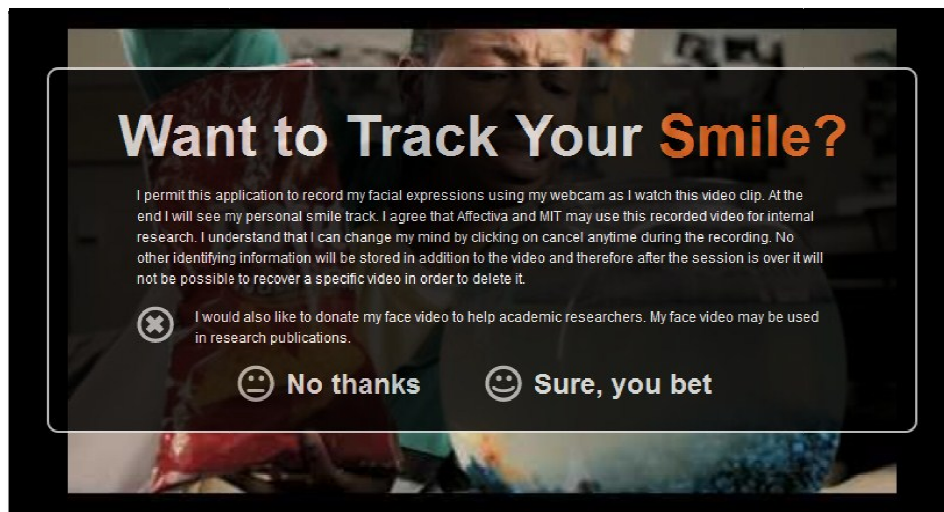 Want to Track Your Smile?
I permit this application to record my facial expressions using my webcam as I watch this video clip. At the
end I will see my personal smile track. I agree that Affectiva and MIT may use this recorded video for internal
research. I understand that I can change my mind by clicking on cancel anytime during the recording. No
other identifying information will be stored in addition to the video and therefore after the session is over it will
not be possible to recover a specific video in order to delete it.
I would also like to donate my face video to help academic researchers. My face video may be used
in research publications.
No thanks Sure, you bet